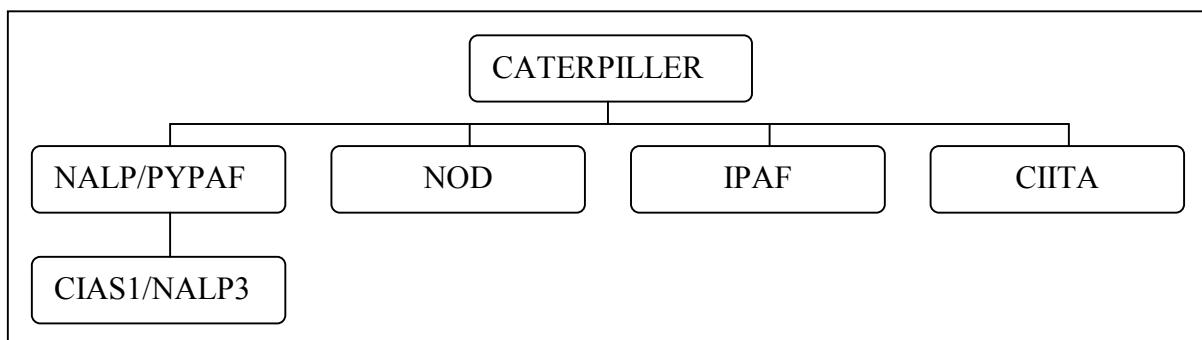 CATERPILLER
NALP/PYPAF
NOD
IPAF
CIITA
CIAS1/NALP3